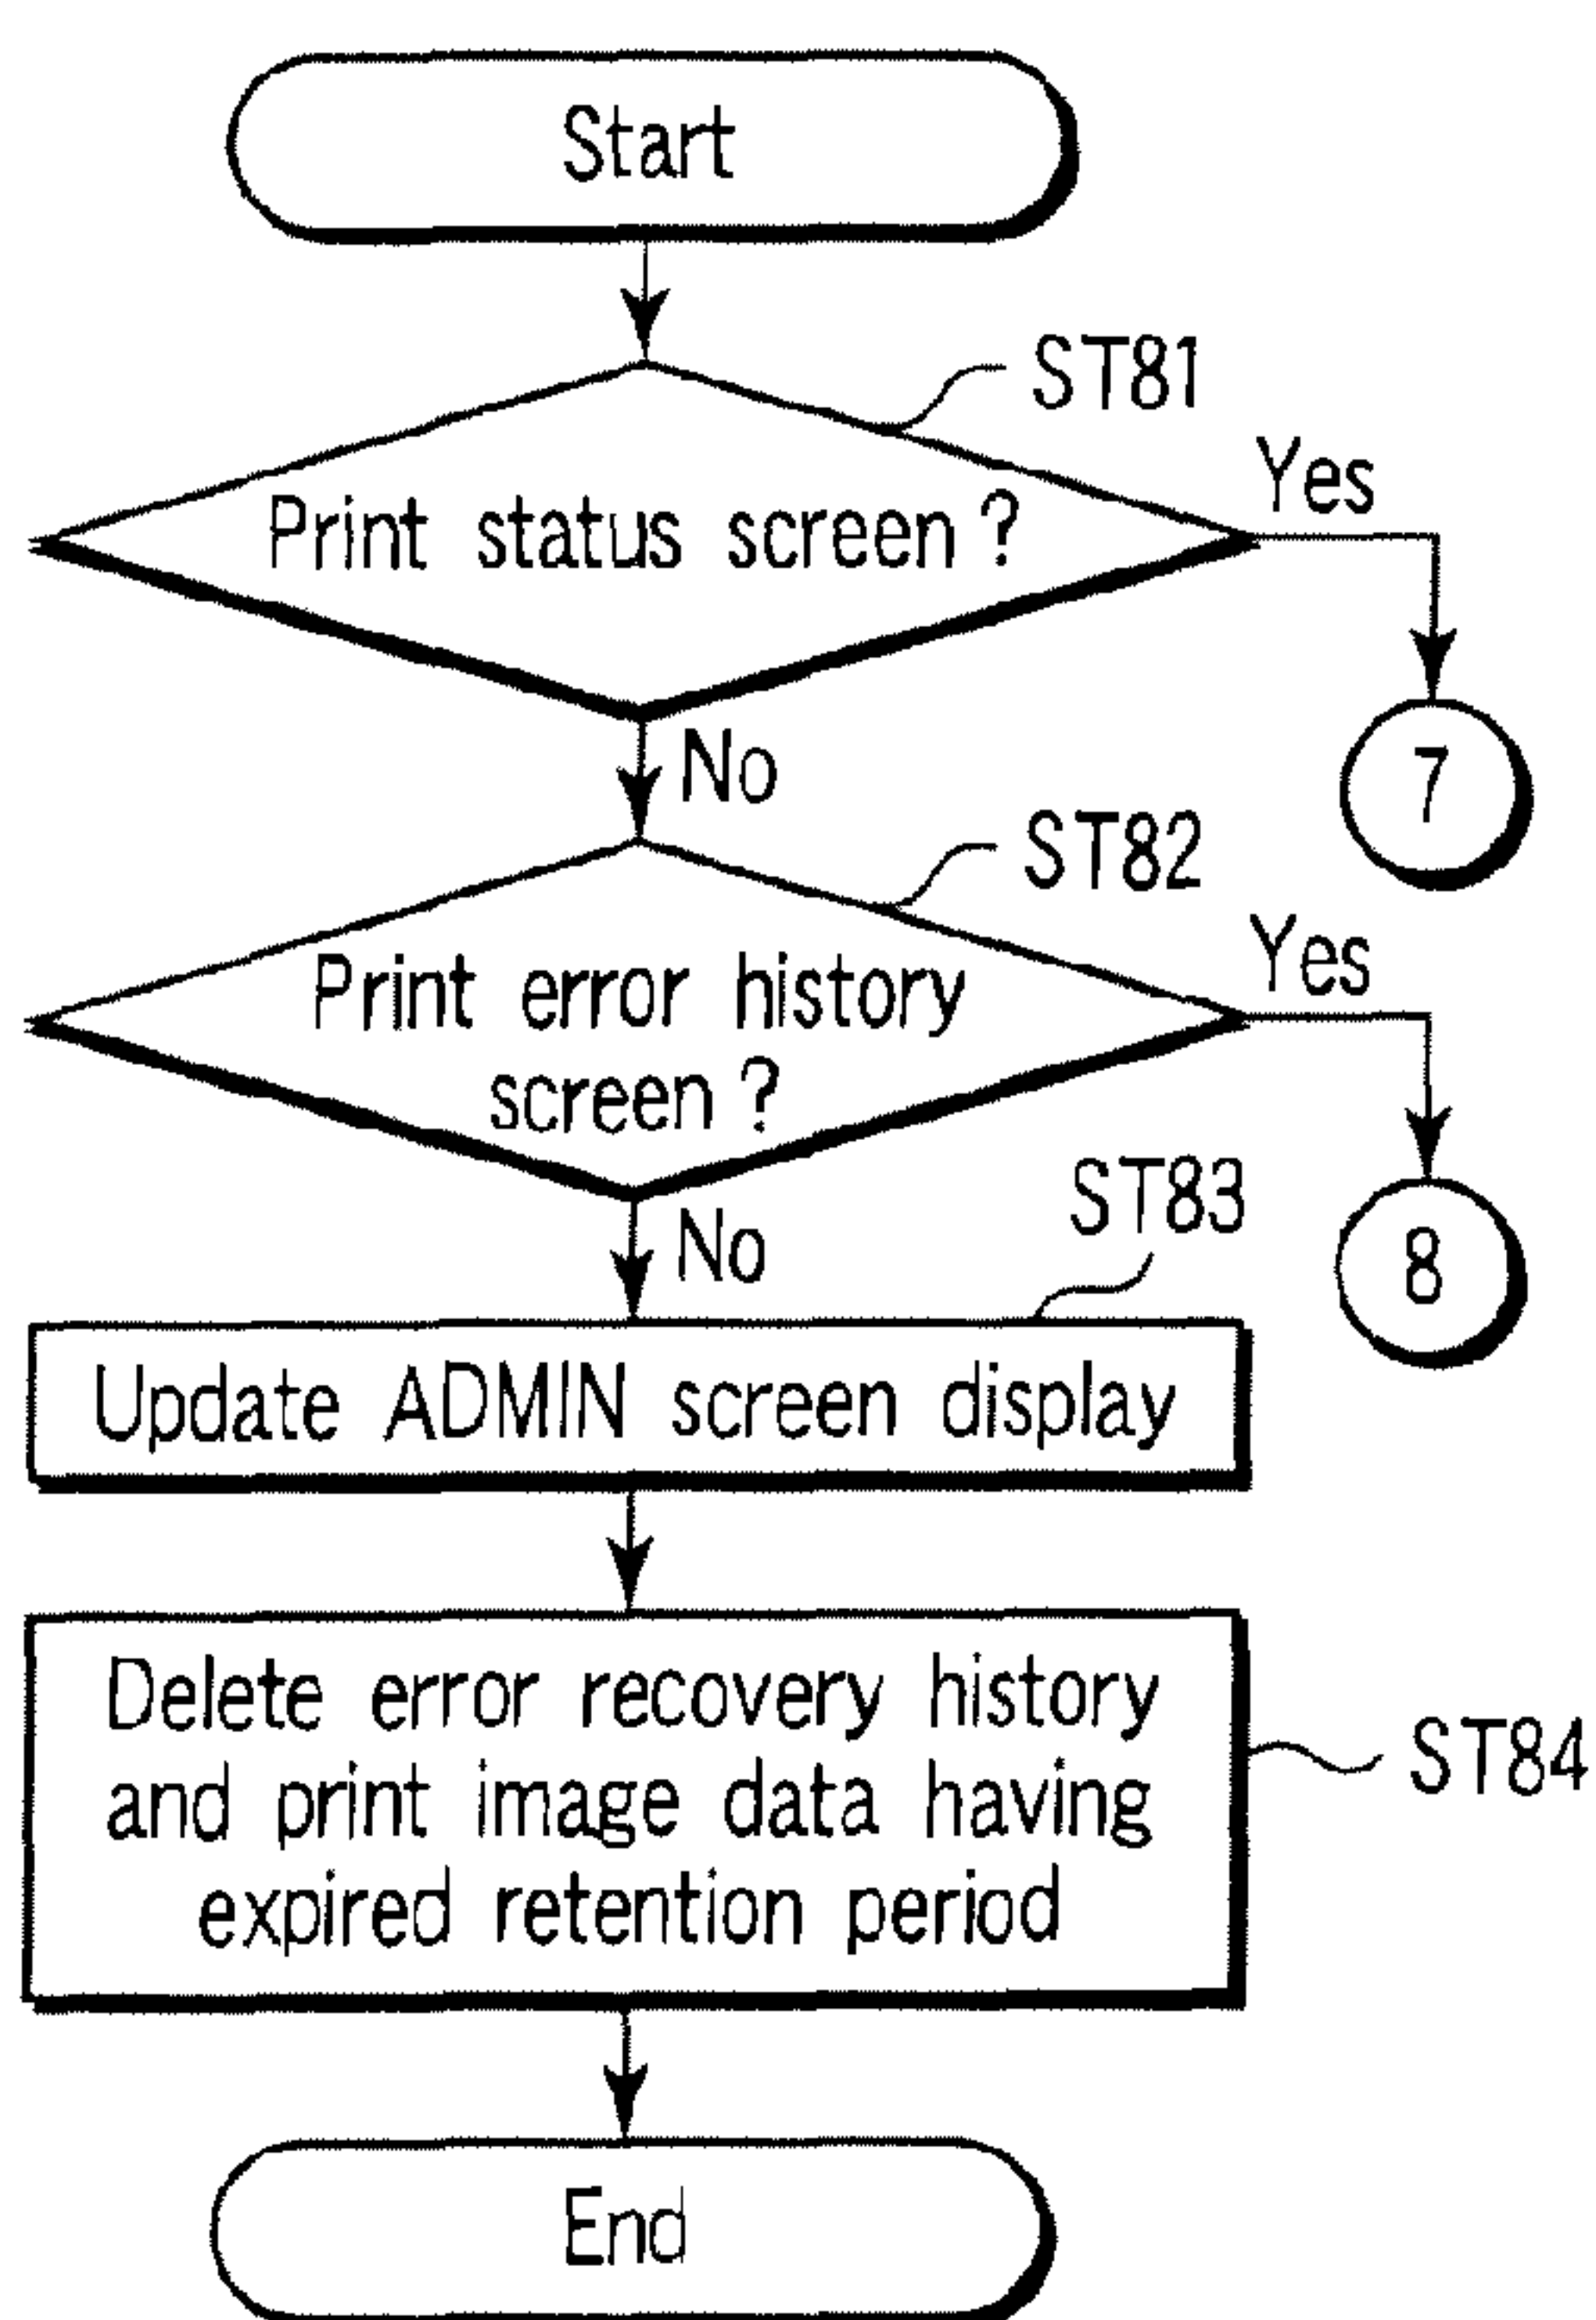 Start
ST81
Print status screen ?
Yes
7
No
ST82
Print error history
screen ?
Yes
8
No
ST83
Update ADMIN screen display
Delete error recovery history
and print image data having
expired retention period
ST84
End